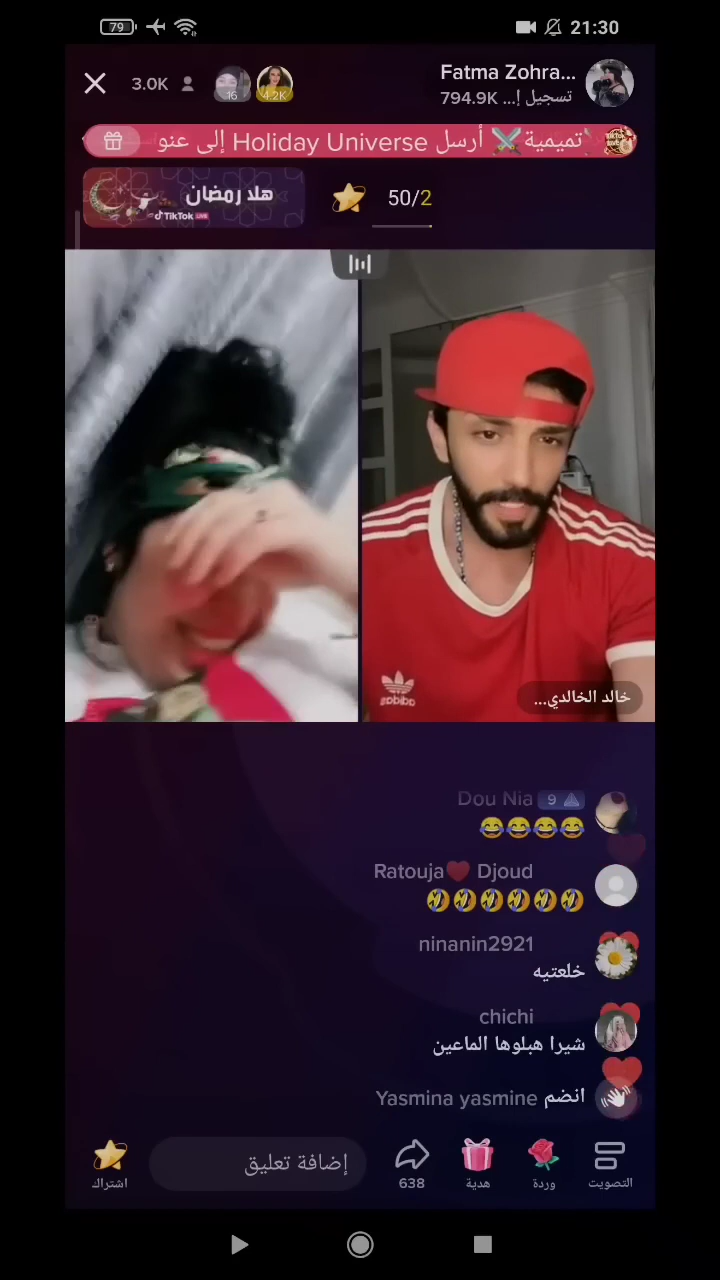 79
21:30
3.0K
16
4.2K
Fatma Zohra...
794.9K تسجيل إ...
تميمية⚔️ أرسل Holiday Universe إلى عنو
هلا رمضان
TikTok LIVE
50/2
adidas
خالد الخالدي...
Dou Nia 9
😂😂😂😂
Ratouja❤️ Djoud
🤣🤣🤣🤣🤣🤣
ninanin2921
خلعتيه
chichi
شيرا هبلوها الماعين
Yasmina yasmine انضم
اشتراك
إضافة تعليق
638
هدية
وردة
التصويت